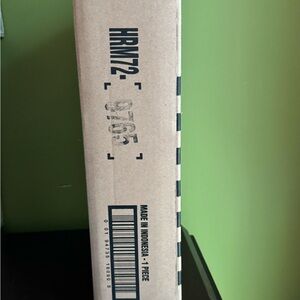 HRM72-
9765
MADE IN INDONESIA - 1 PIECE